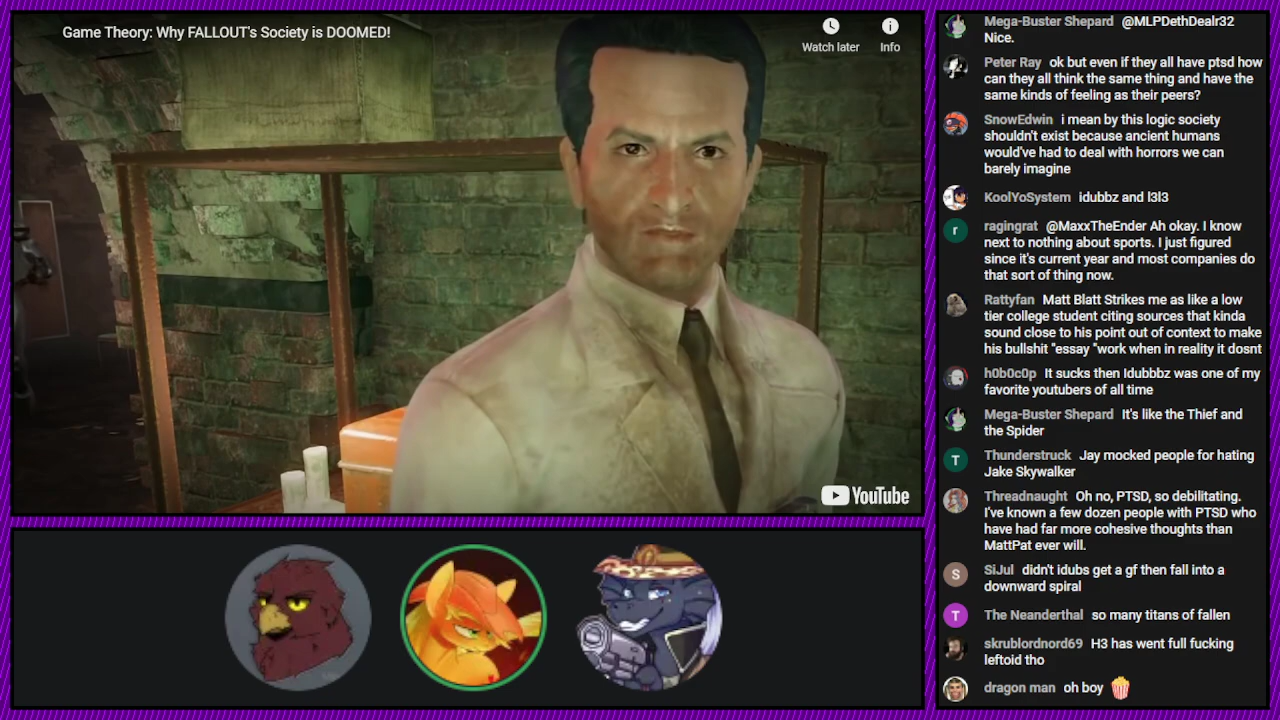 Game Theory: Why FALLOUT's Society is DOOMED!
Watch later
Info
YouTube
Mega-Buster Shepard @MLPDethDealr32
Nice.
Peter Ray ok but even if they all have ptsd how
can they all think the same thing and have the
same kinds of feeling as their peers?
SnowEdwin i mean by this logic society
shouldn't exist because ancient humans
would've had to deal with horrors we can
barely imagine
KoolYoSystem idubbz and l3l3
r
ragingrat @MaxxTheEnder Ah okay. I know
next to nothing about sports. I just figured
since it's current year and most companies do
that sort of thing now.
Rattyfan Matt Blatt Strikes me as like a low
tier college student citing sources that kinda
sound close to his point out of context to make
his bullshit "essay "work when in reality it dosnt
h0b0c0p It sucks then Idubbbz was one of my
favorite youtubers of all time
Mega-Buster Shepard It's like the Thief and
the Spider
T
Thunderstruck Jay mocked people for hating
Jake Skywalker
Threadnaught Oh no, PTSD, so debilitating.
I've known a few dozen people with PTSD who
have had far more cohesive thoughts than
MattPat ever will.
S
SiJul didn't idubs get a gf then fall into a
downward spiral
T
The Neanderthal so many titans of fallen
skrublordnord69 H3 has went full fucking
leftoid tho
dragon man oh boy 🍿